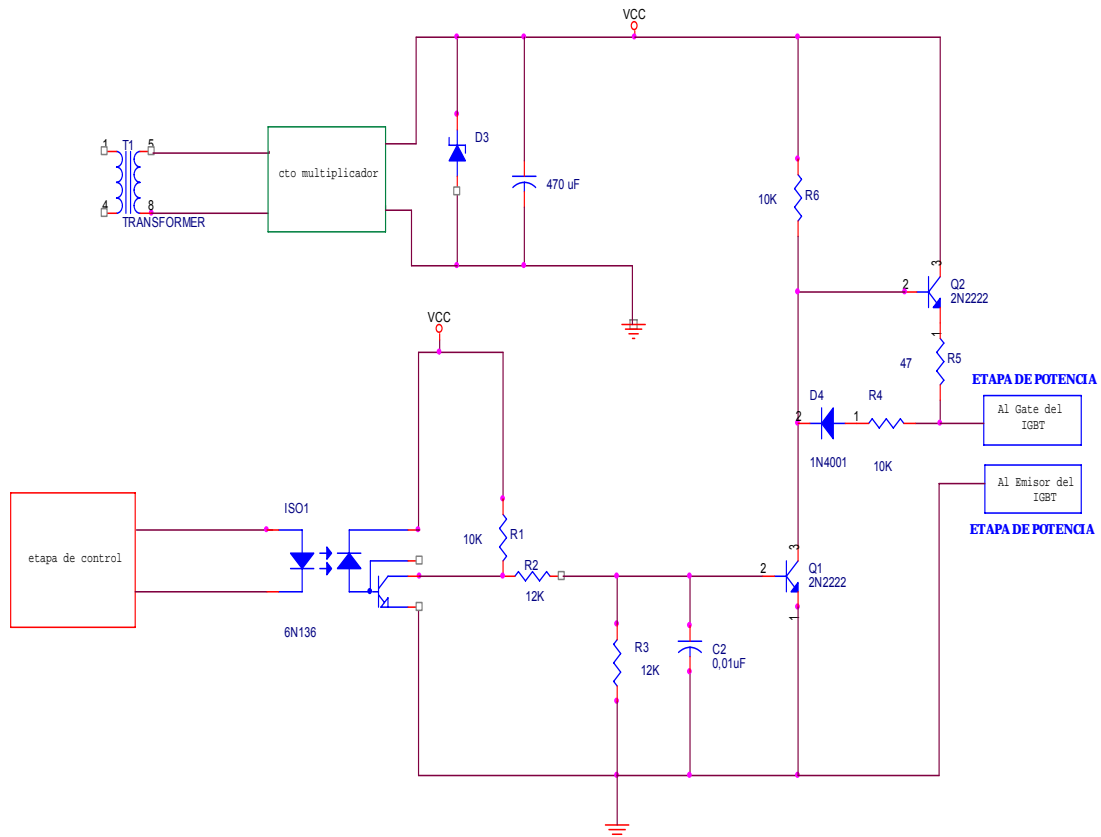 VCC
T1
1
5
4
8
TRANSFORMER
cto multiplicador
D3
470 uF
10K
R6
3
2
Q2
2N2222
1
47
R5
ETAPA DE POTENCIA
Al Gate del
IGBT
D4
R4
2
1
1N4001
10K
Al Emisor del
IGBT
ETAPA DE POTENCIA
VCC
etapa de control
ISO1
6N136
10K
R1
R2
12K
R3
12K
C2
0,01uF
3
2
Q1
2N2222
1